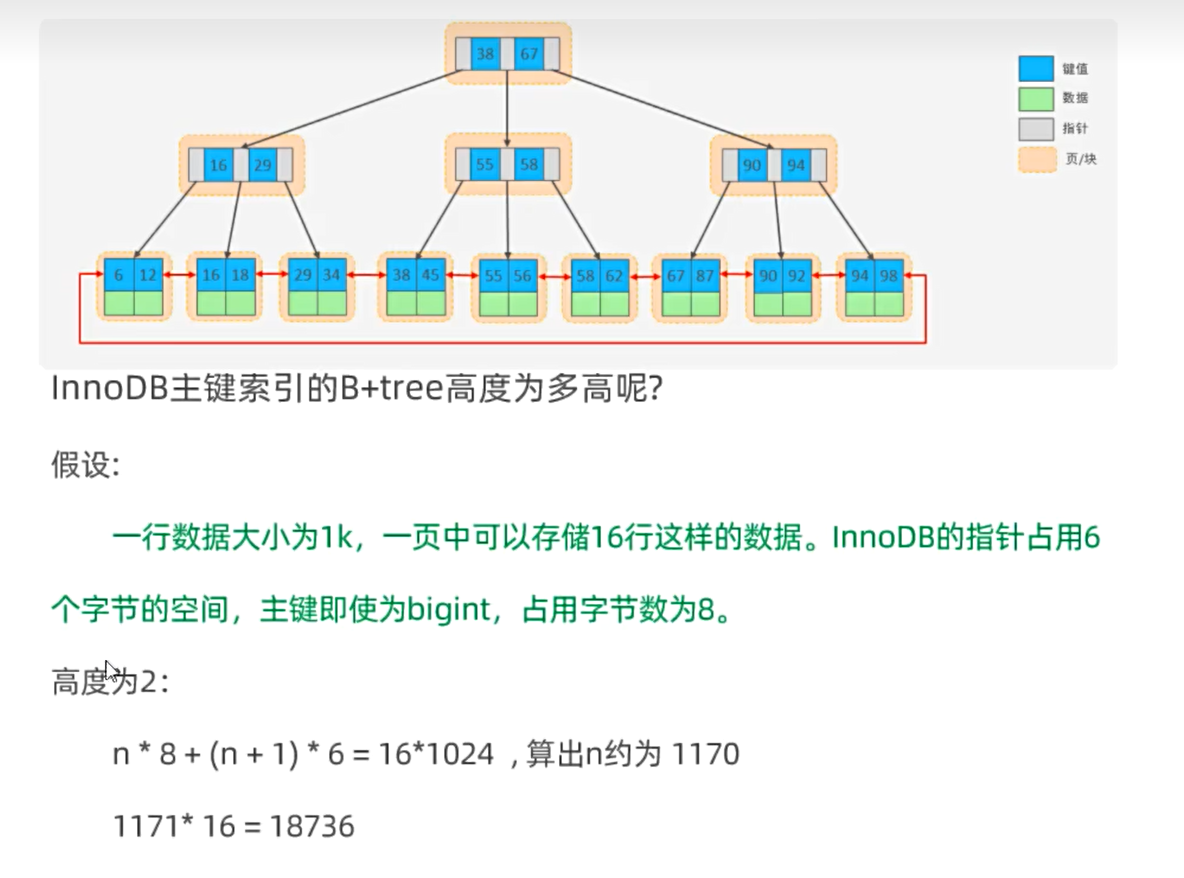 38 67
键值
数据
指针
页/块
16 29 55 58 90 94
6 12 16 18 29 34 38 45 55 56 58 62 67 87 90 92 94 98
InnoDB主键索引的B+tree高度为多高呢?
假设:
一行数据大小为1k，一页中可以存储16行这样的数据。InnoDB的指针占用6
个字节的空间，主键即使为bigint，占用字节数为8。
高度为2：
n * 8 + (n + 1) * 6 = 16*1024 , 算出n约为 1170
1171* 16 = 18736